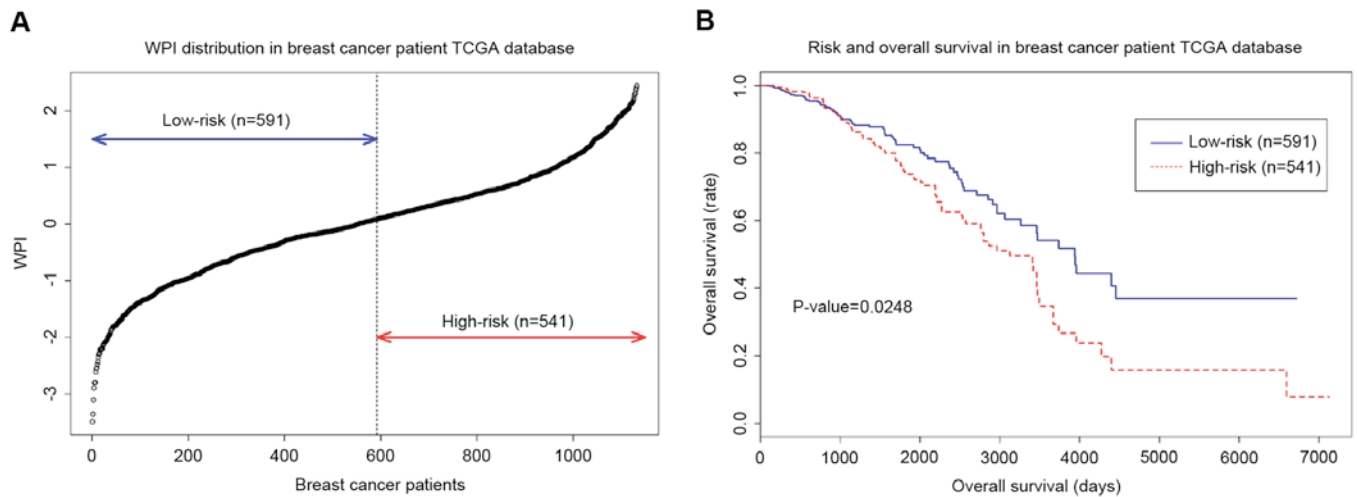 A
WPI distribution in breast cancer patient TCGA database
WPI
2
1
0
-1
-2
-3
Low-risk (n=591)
High-risk (n=541)
0
200
400
600
800
1000
Breast cancer patients
B
Risk and overall survival in breast cancer patient TCGA database
Overall survival (rate)
1.0
0.8
0.6
0.4
0.2
0.0
Low-risk (n=591)
High-risk (n=541)
P-value=0.0248
0
1000
2000
3000
4000
5000
6000
7000
Overall survival (days)